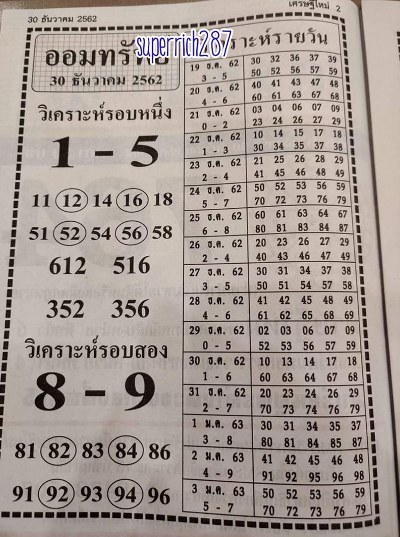 30 ธันวาคม 2562
เศรษฐีใหม่ 2
superrich287
ออมทรัพย์
30 ธันวาคม 2562
วิเคราะห์รอบหนึ่ง
1 - 5
11 12 14 16 18
51 52 54 56 58
612 516
352 356
วิเคราะห์รอบสอง
8 - 9
81 82 83 84 86
91 92 93 94 96
เคราะห์รายวัน
19 ธ.ค. 62 30 32 36 37 39
3 - 5 50 52 56 57 59
20 ธ.ค. 62 40 41 43 47 48
4 - 6 60 61 63 67 68
21 ธ.ค. 62 03 04 06 07 09
0 - 2 23 24 26 27 29
22 ธ.ค. 62 10 14 15 17 18
1 - 3 30 34 35 37 38
23 ธ.ค. 62 21 25 26 28 29
2 - 4 41 45 46 48 49
24 ธ.ค. 62 50 52 53 56 59
5 - 7 70 72 73 76 79
25 ธ.ค. 62 60 61 63 64 67
6 - 8 80 81 83 84 87
26 ธ.ค. 62 20 23 26 27 29
2 - 4 40 43 46 47 49
27 ธ.ค. 62 30 31 34 37 38
3 - 5 50 51 54 57 58
28 ธ.ค. 62 41 42 45 48 49
4 - 6 61 62 65 68 69
29 ธ.ค. 62 02 03 05 06 07 09
0 - 5 52 53 56 57 59
30 ธ.ค. 62 10 13 14 17 18
1 - 6 60 63 64 67 68
31 ธ.ค. 62 20 23 24 26 29
2 - 7 70 73 74 76 79
1 ม.ค. 63 30 31 34 35 37
3 - 8 80 81 84 85 87
2 ม.ค. 63 41 42 45 46 48
4 - 9 91 92 95 96 98
3 ม.ค. 63 50 52 53 56 59
5 - 7 70 72 73 76 79